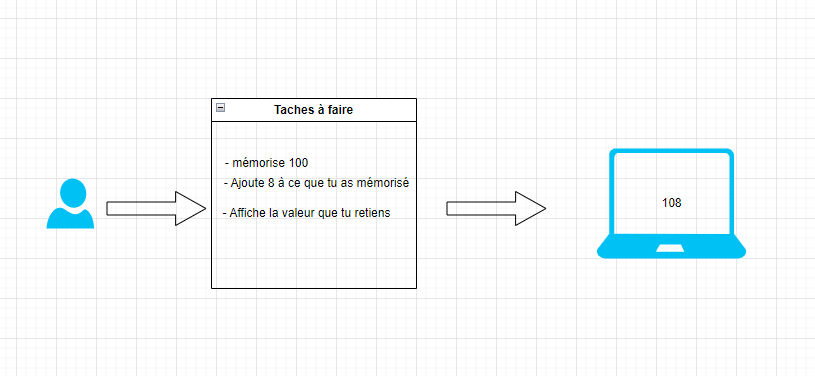 Taches à faire
- mémorise 100
- Ajoute 8 à ce que tu as mémorisé
- Affiche la valeur que tu retiens
108